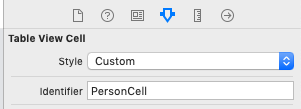 Table View Cell
Style Custom
Identifier PersonCell